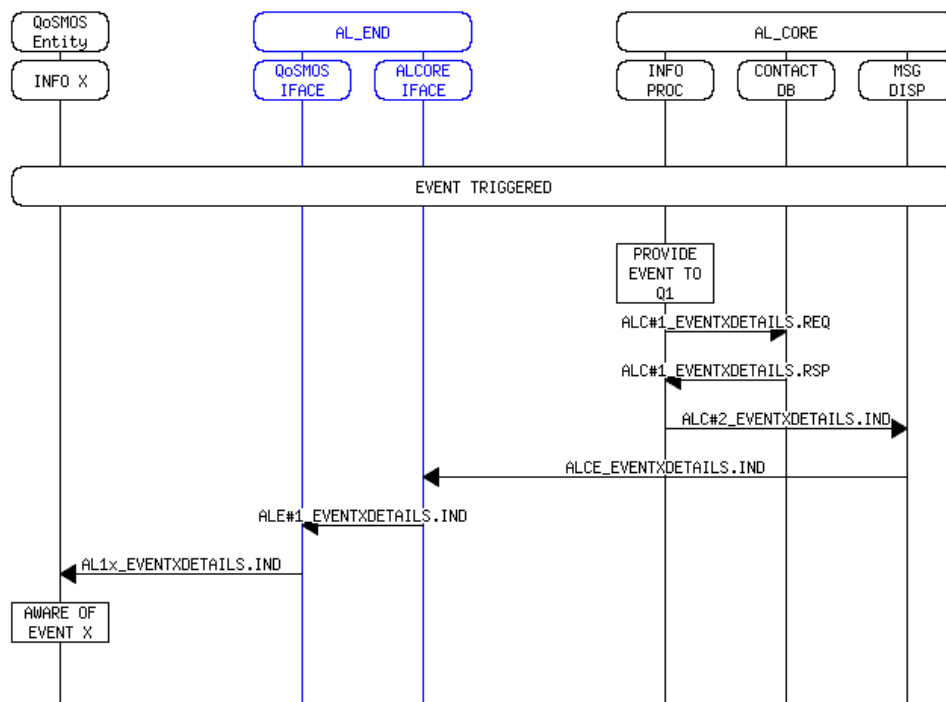 QoSMOS
Entity
AL_END
AL_CORE
INFO X
QoSMOS
IFACE
ALCORE
IFACE
INFO
PROC
CONTACT
DB
MSG
DISP
EVENT TRIGGERED
PROVIDE
EVENT TO
Q1
ALC#1_EVENTXDETAILS.REQ
ALC#1_EVENTXDETAILS.RSP
ALC#2_EVENTXDETAILS.IND
ALCE_EVENTXDETAILS.IND
ALE#1_EVENTXDETAILS.IND
AL1x_EVENTXDETAILS.IND
AWARE OF
EVENT X